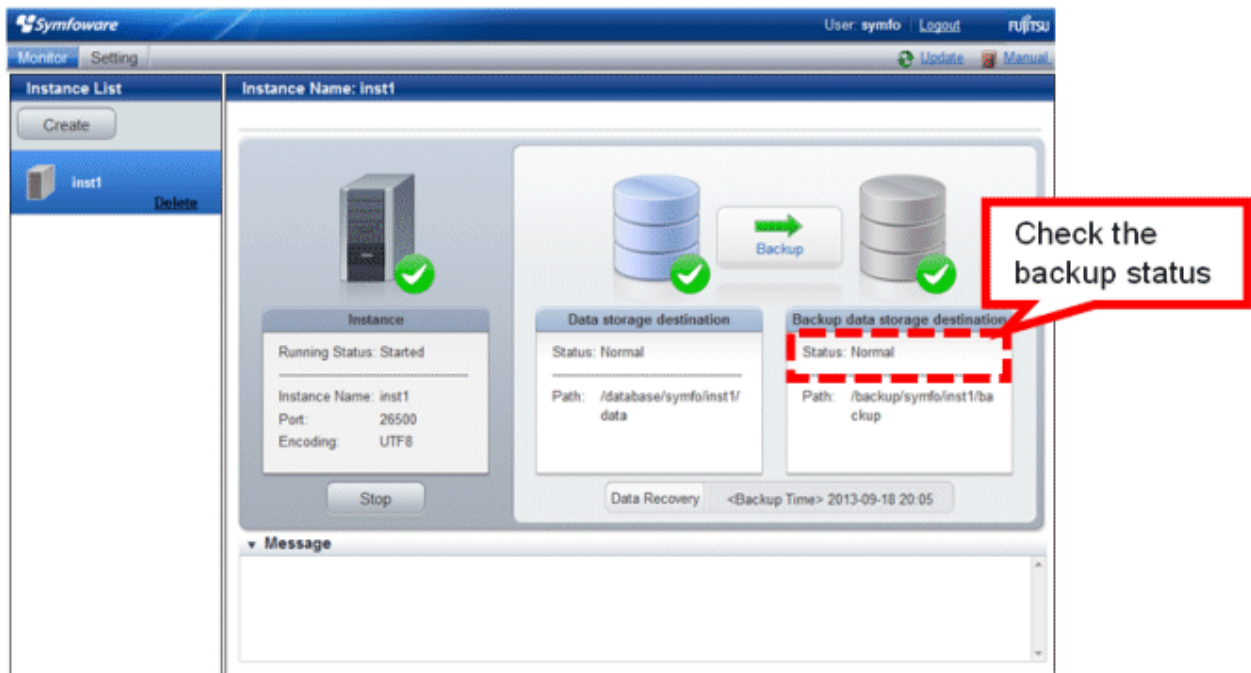 Symfoware
User: symfo Logout FUJITSU
Monitor Setting
Update Manual
Instance List
Create
inst1
Delete
Instance Name: inst1
Backup
Check the
backup status
Instance
Running Status: Started
Instance Name: inst1
Port: 26500
Encoding: UTF8
Stop
Data storage destination
Status: Normal
Path: /database/symfo/inst1/
data
Backup data storage destination
Status: Normal
Path: /backup/symfo/inst1/ba
ckup
Data Recovery <Backup Time> 2013-09-18 20:05
Message